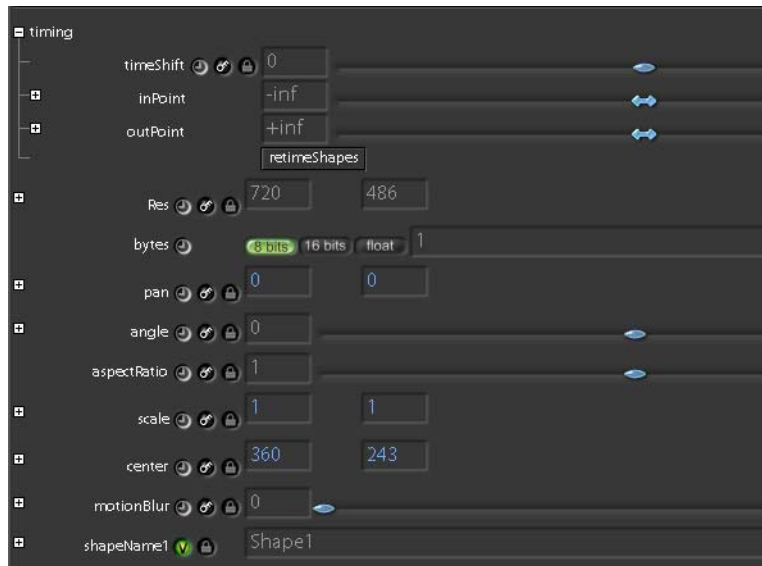 timing
timeShift 0
inPoint -inf
outPoint +inf
retimeShapes
Res 720 486
bytes 8 bits 16 bits float 1
pan 0 0
angle 0
aspectRatio 1
scale 1 1
center 360 243
motionBlur 0
shapeName1 V Shape1